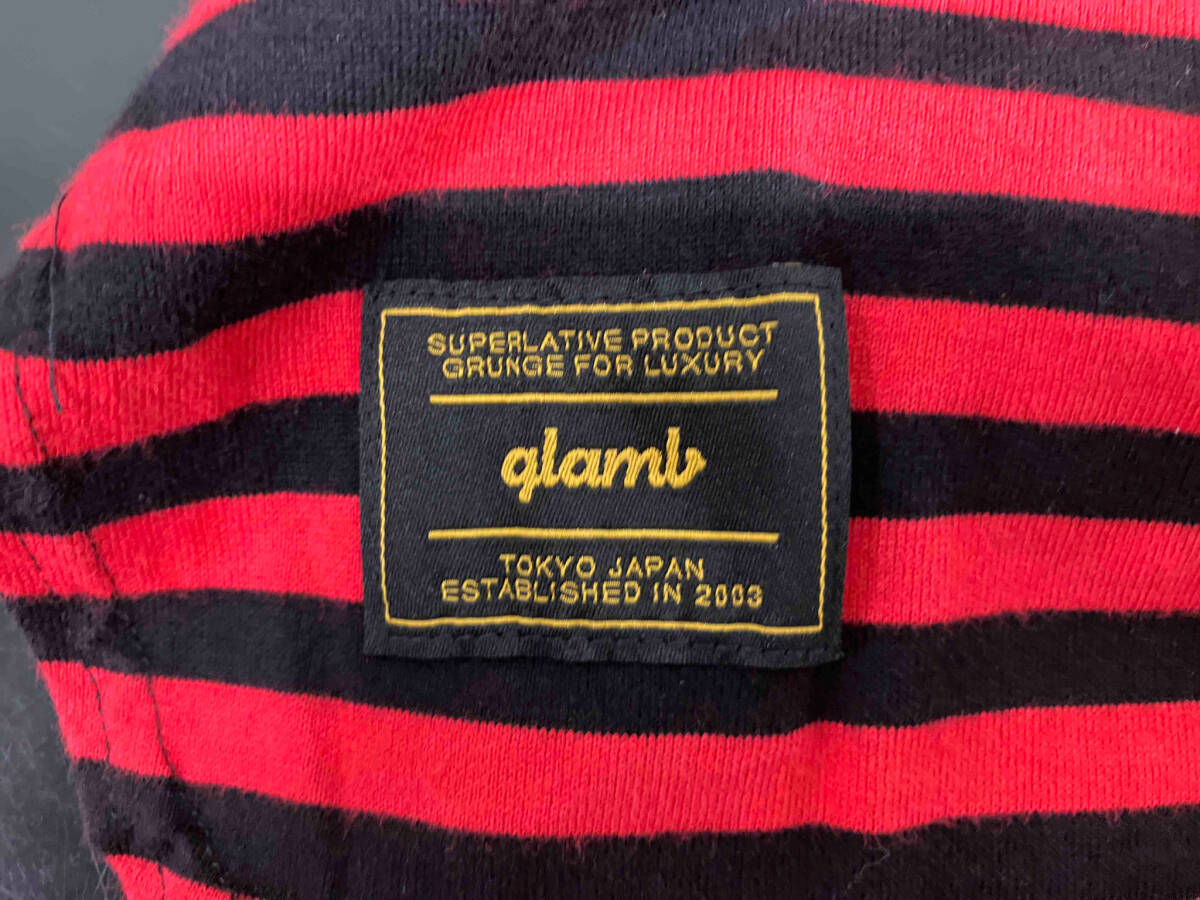 SUPERLATIVE PRODUCT
GRUNGE FOR LUXURY
glamb
TOKYO JAPAN
ESTABLISHED IN 2003